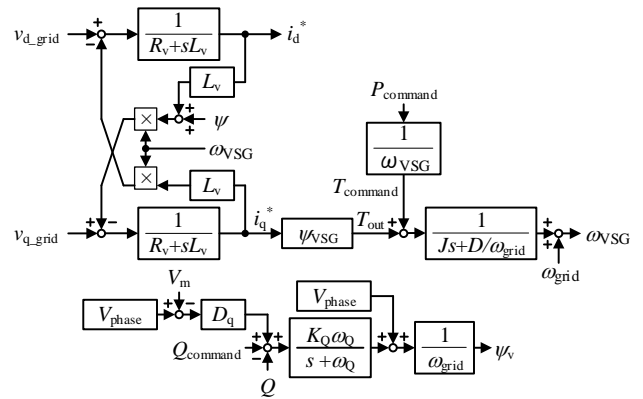 v_d_grid + − 1/(R_v+sL_v) i_d^*
L_v
× + + ψ
ω_VSG
×
L_v
v_q_grid + − 1/(R_v+sL_v) i_q^* ψ_VSG T_out + + 1/(Js+D/ω_grid) + + ω_VSG
P_command
1/ω_VSG
T_command
ω_grid
V_m
V_phase + − D_q
V_phase
Q_command − + + − K_Qω_Q/(s+ω_Q) + + + 1/ω_grid ψ_v
Q